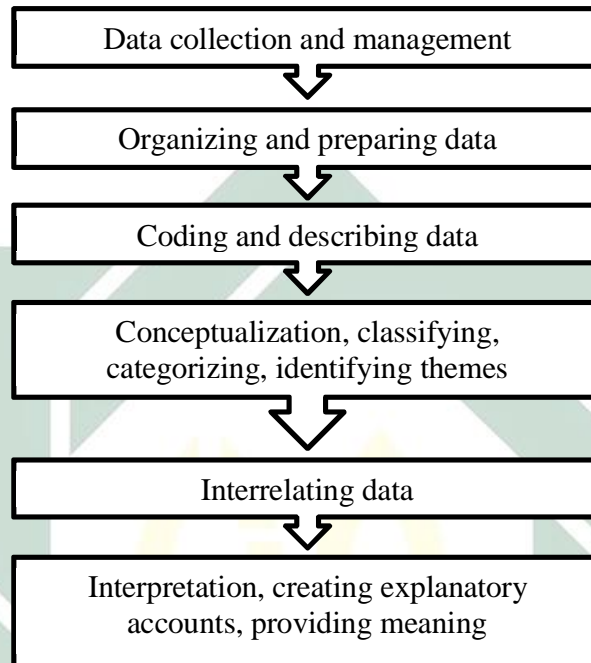 Data collection and management
Organizing and preparing data
Coding and describing data
Conceptualization, classifying,
categorizing, identifying themes
Interrelating data
Interpretation, creating explanatory
accounts, providing meaning